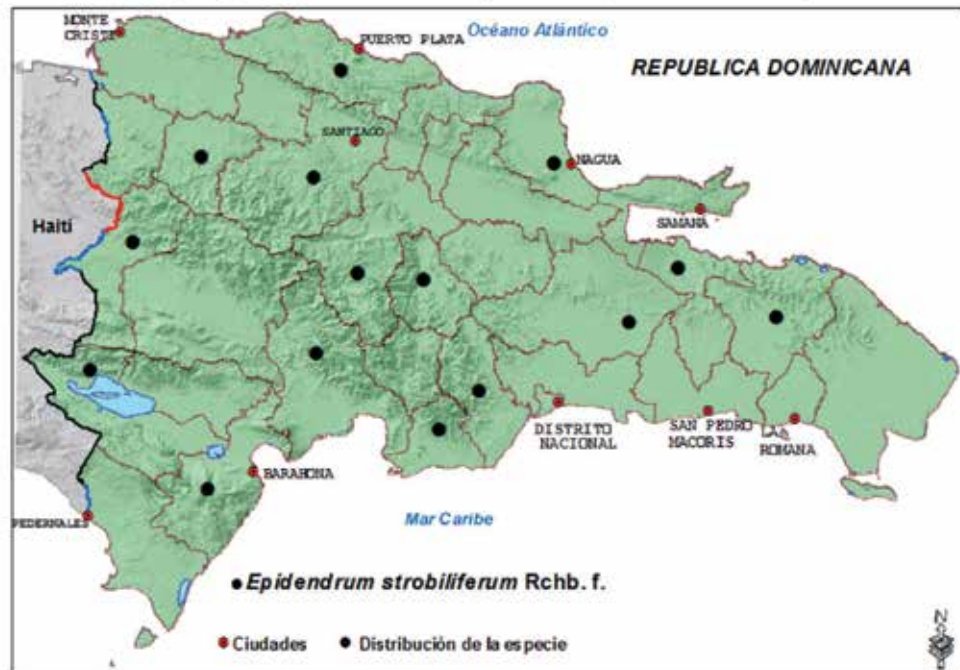 MONTE
CRISTI
PUERTO PLATA
Océano Atlántico
REPUBLICA DOMINICANA
SANTIAGO
NAGUA
SAMANA
Haití
DISTRITO
NACIONAL
SAN PEDRO
MACORIS
LA
ROMANA
BARAHONA
PEDERNALES
Mar Caribe
Epidendrum strobiliferum Rchb. f.
Ciudades
Distribución de la especie
N